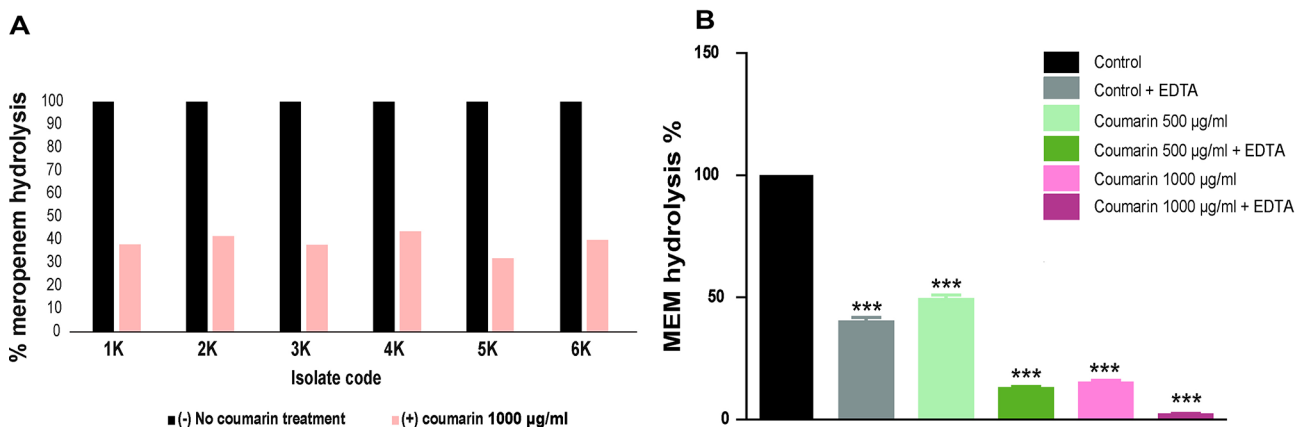 A
% meropenem hydrolysis
100
90
80
70
60
50
40
30
20
10
0
1K 2K 3K 4K 5K 6K
Isolate code
(-) No coumarin treatment (+) coumarin 1000 µg/ml
B
MEM hydrolysis %
150
100
50
0
*** *** *** *** ***
Control
Control + EDTA
Coumarin 500 µg/ml
Coumarin 500 µg/ml + EDTA
Coumarin 1000 µg/ml
Coumarin 1000 µg/ml + EDTA